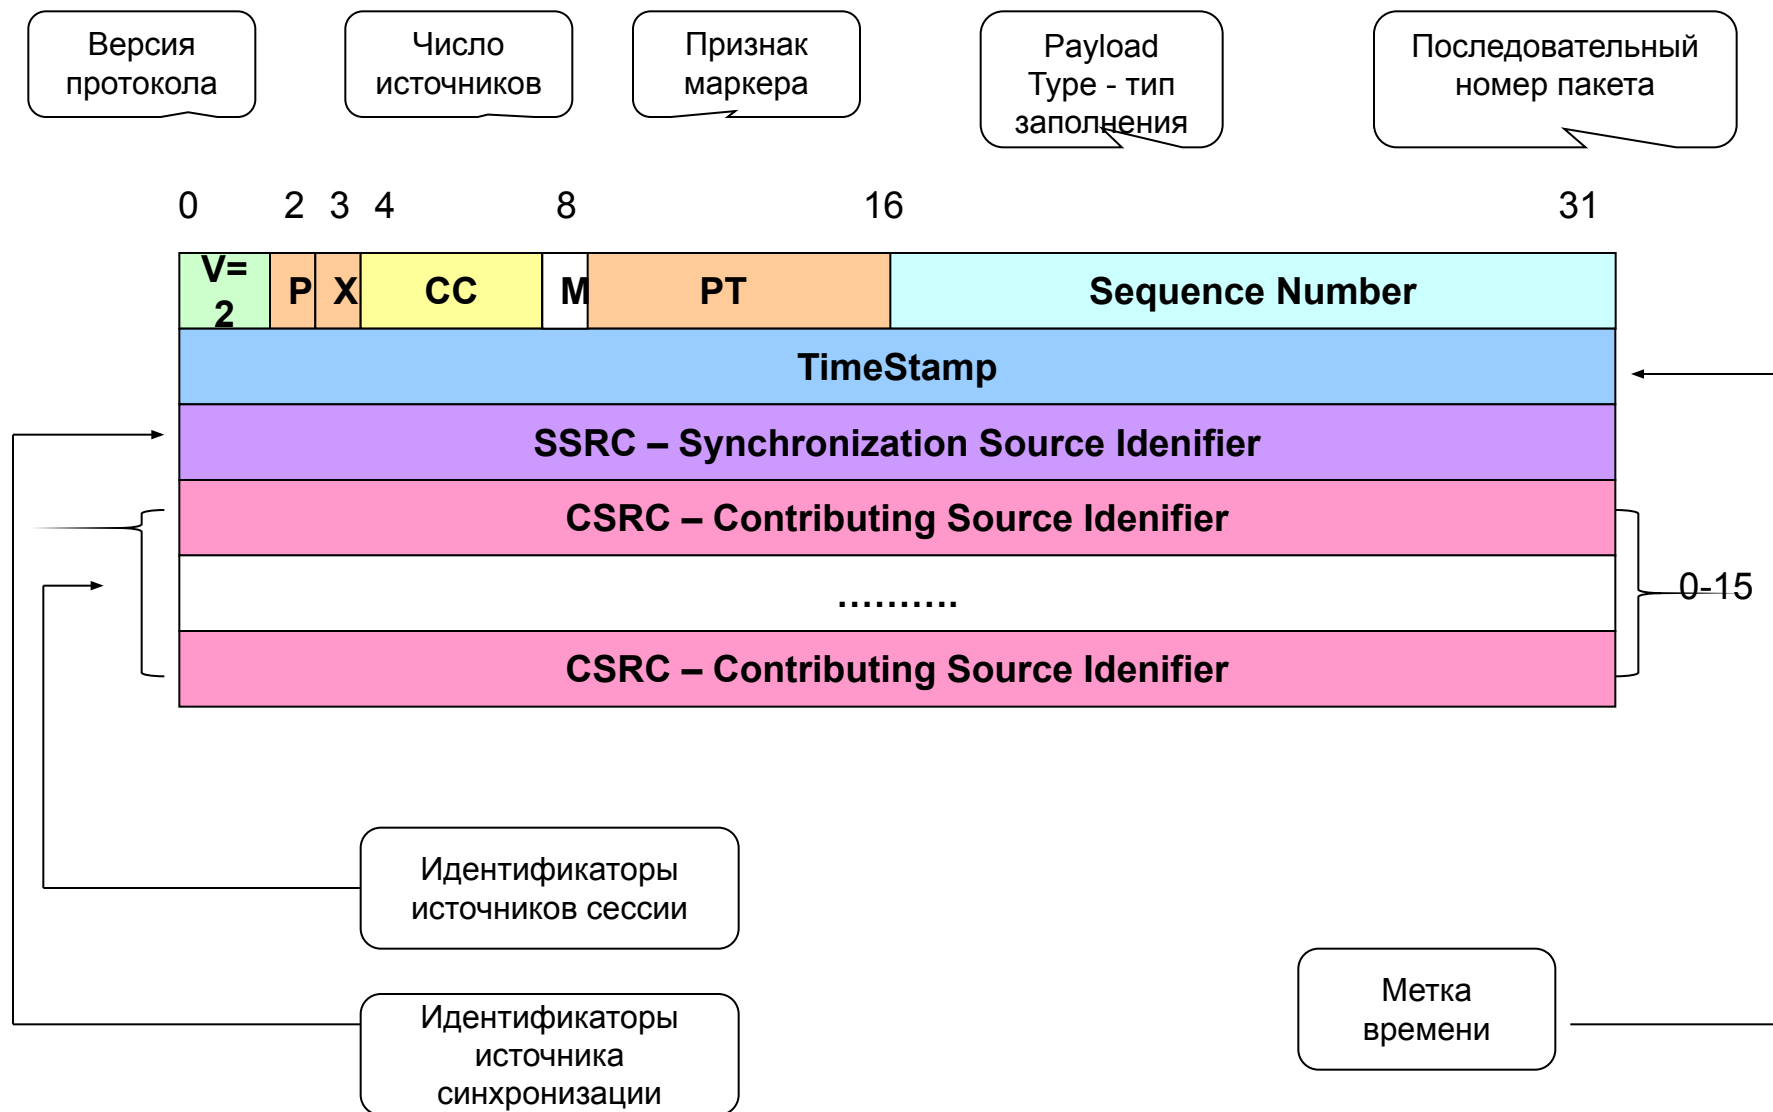 Версия
протокола
Число
источников
Признак
маркера
Payload
Type - тип
заполнения
Последовательный
номер пакета
0 2 3 4 8 16 31
V=
2
P X CC M PT Sequence Number
TimeStamp
SSRC – Synchronization Source Idenifier
CSRC – Contributing Source Idenifier
..........
0-15
CSRC – Contributing Source Idenifier
Идентификаторы
источников сессии
Идентификаторы
источника
синхронизации
Метка
времени